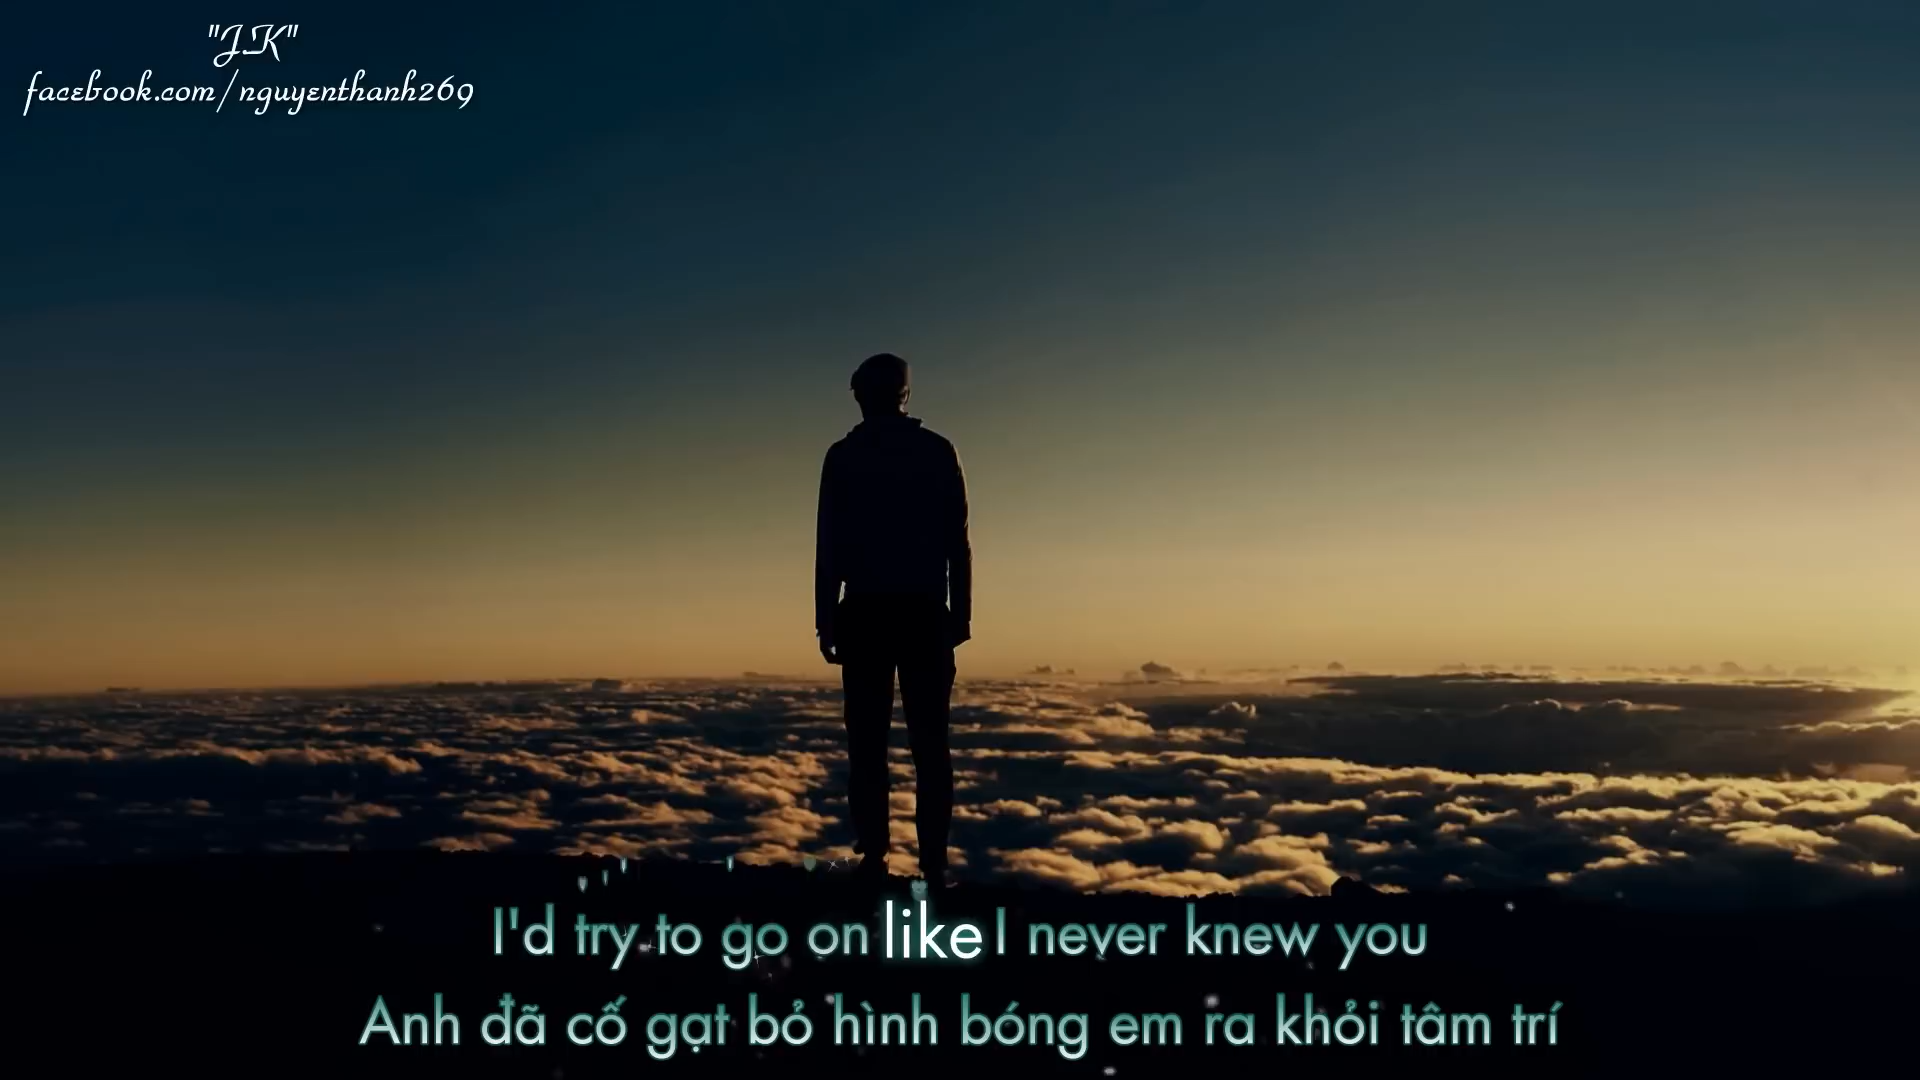 "J.K"
facebook.com/nguyenthanh269
I'd try to go on like I never knew you
Anh đã cố gạt bỏ hình bóng em ra khỏi tâm trí